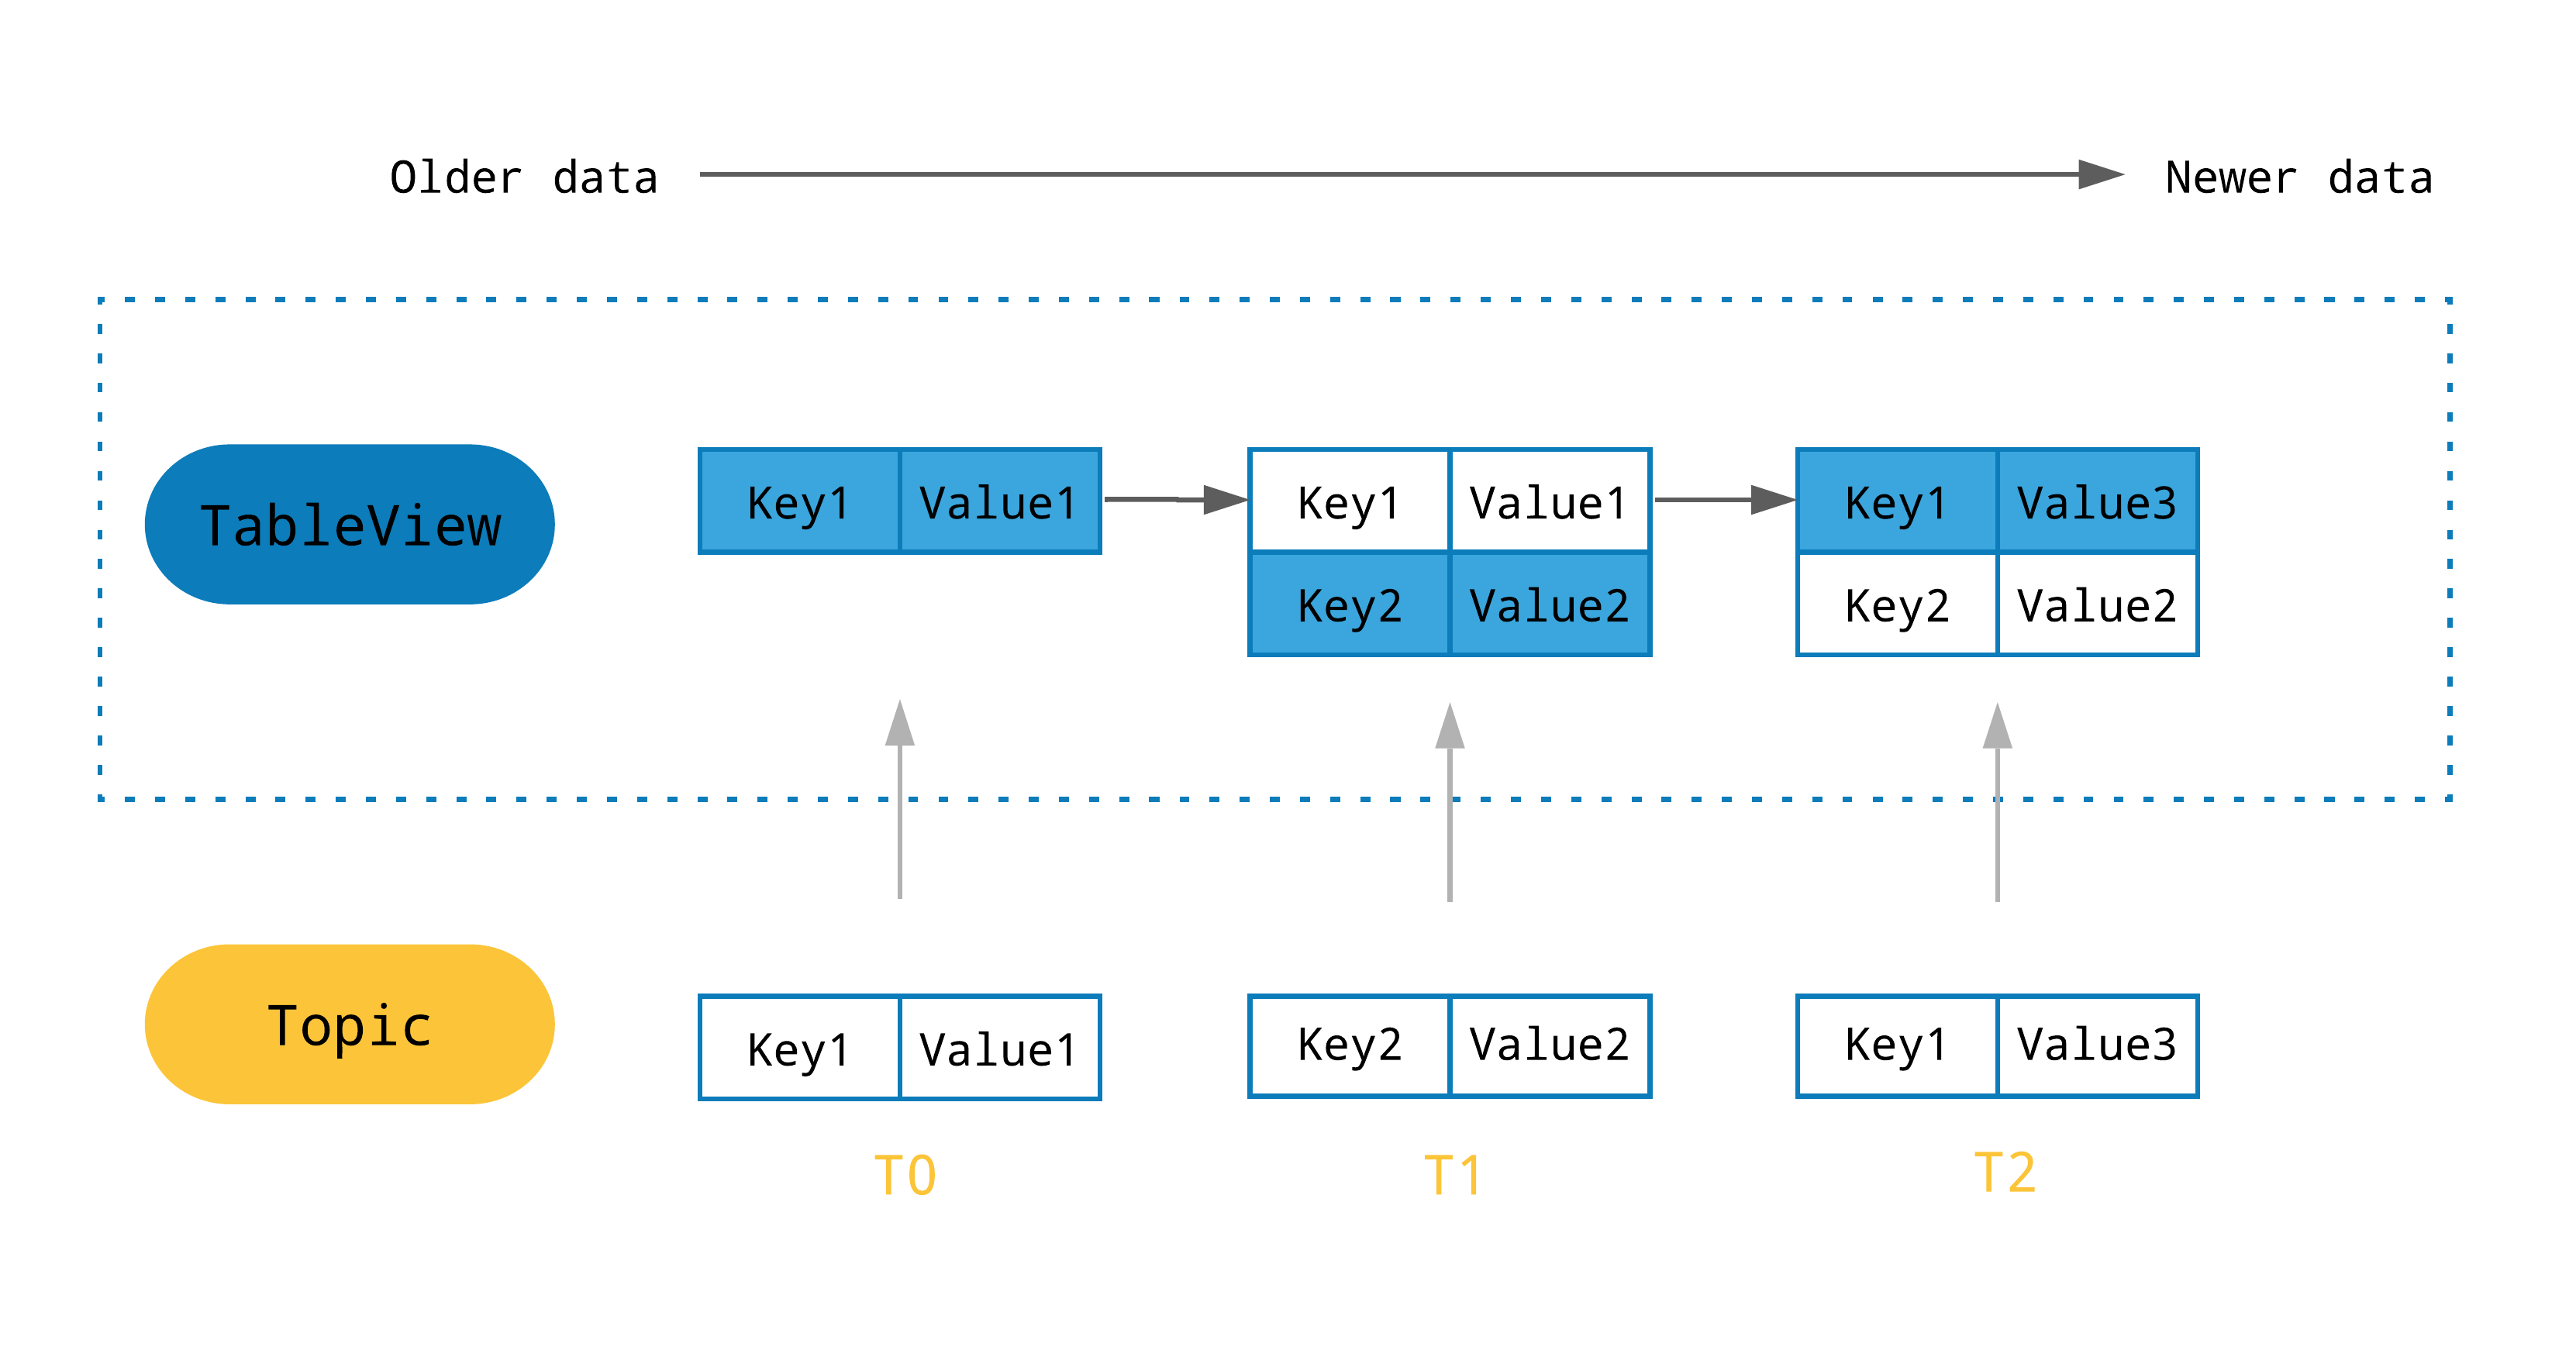 Older data Newer data
TableView
Key1 Value1 Key1 Value1 Key1 Value3
Key2 Value2 Key2 Value2
Topic
Key1 Value1 Key2 Value2 Key1 Value3
T0 T1 T2